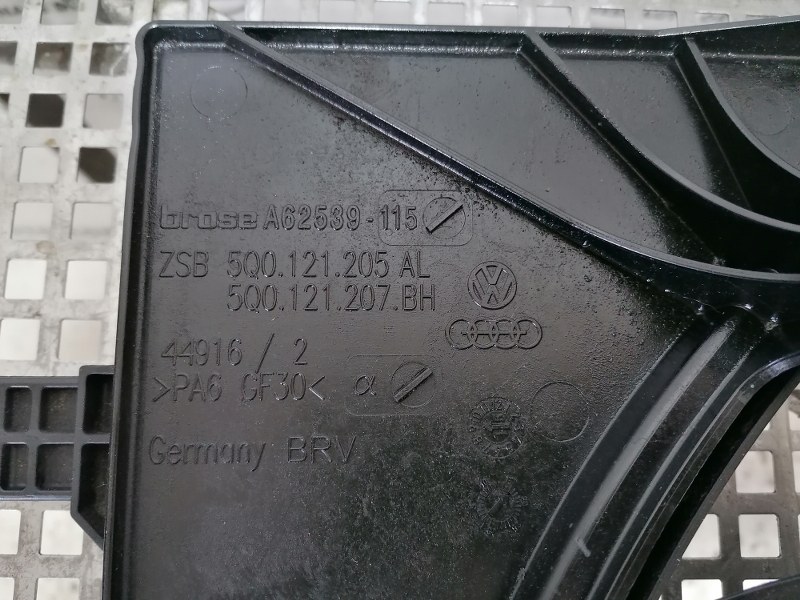 brose A62539-115
ZSB 5Q0.121.205 AL
5Q0.121.207.BH
44916 / 2
>PA6 GF30< α
Germany BRV